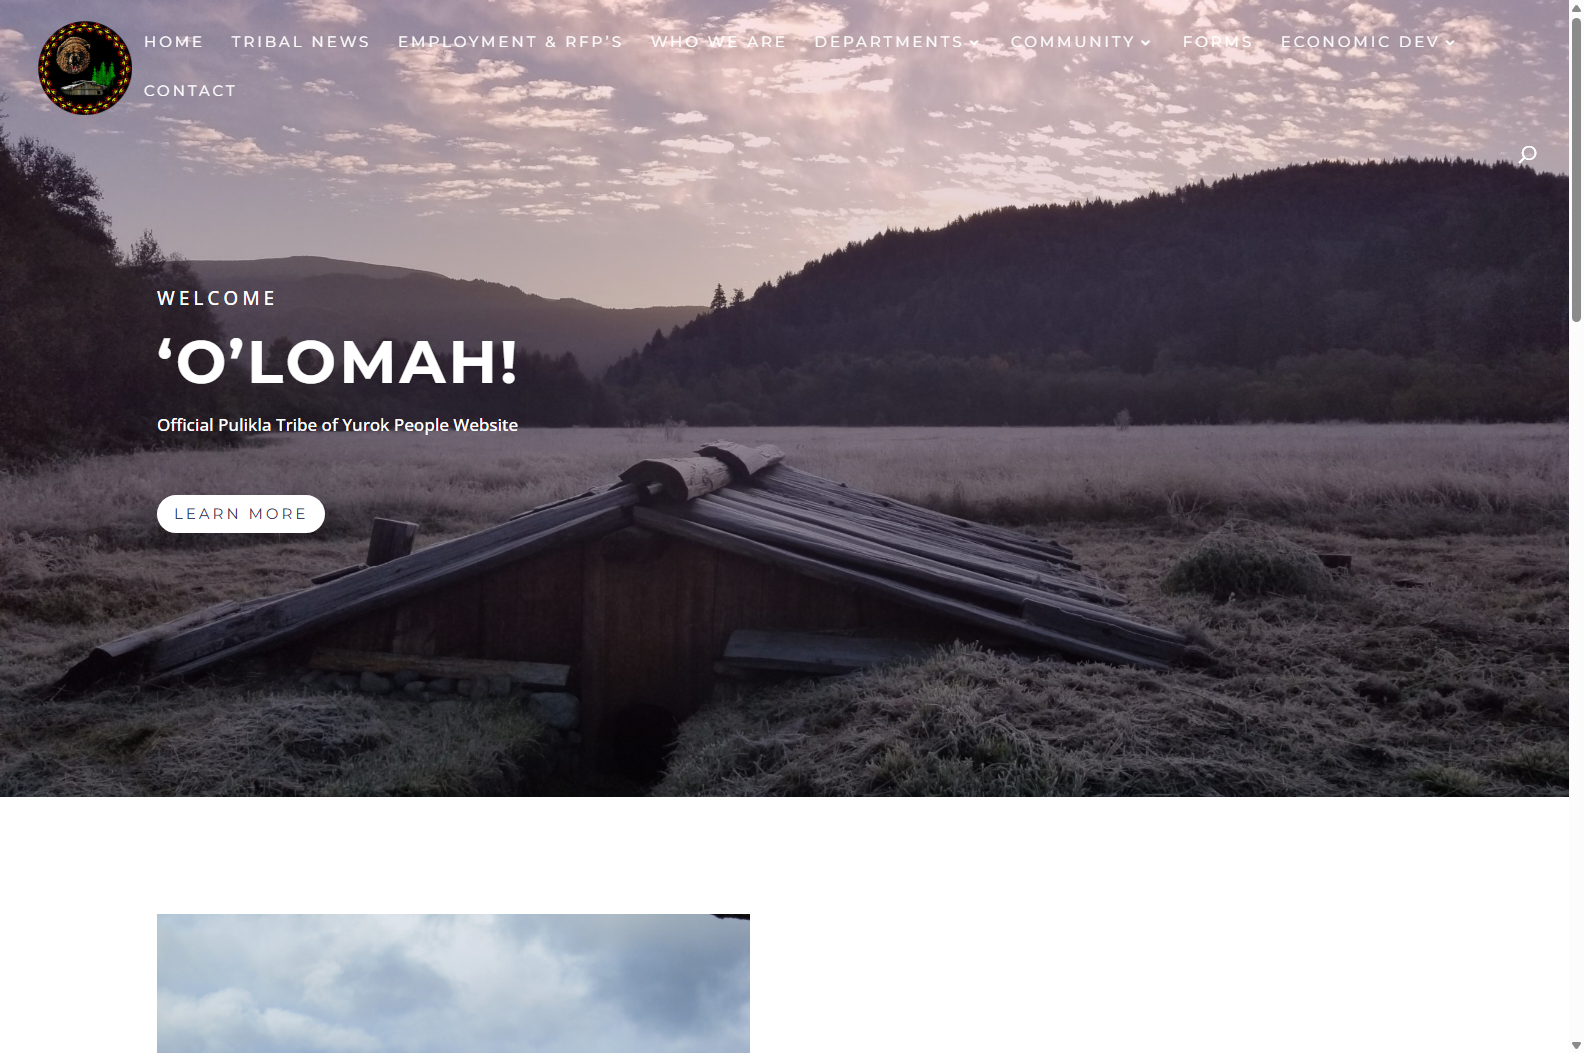 HOME TRIBAL NEWS EMPLOYMENT & RFP’S WHO WE ARE DEPARTMENTS COMMUNITY FORMS ECONOMIC DEV
CONTACT
WELCOME
‘O’LOMAH!
Official Pulikla Tribe of Yurok People Website
LEARN MORE